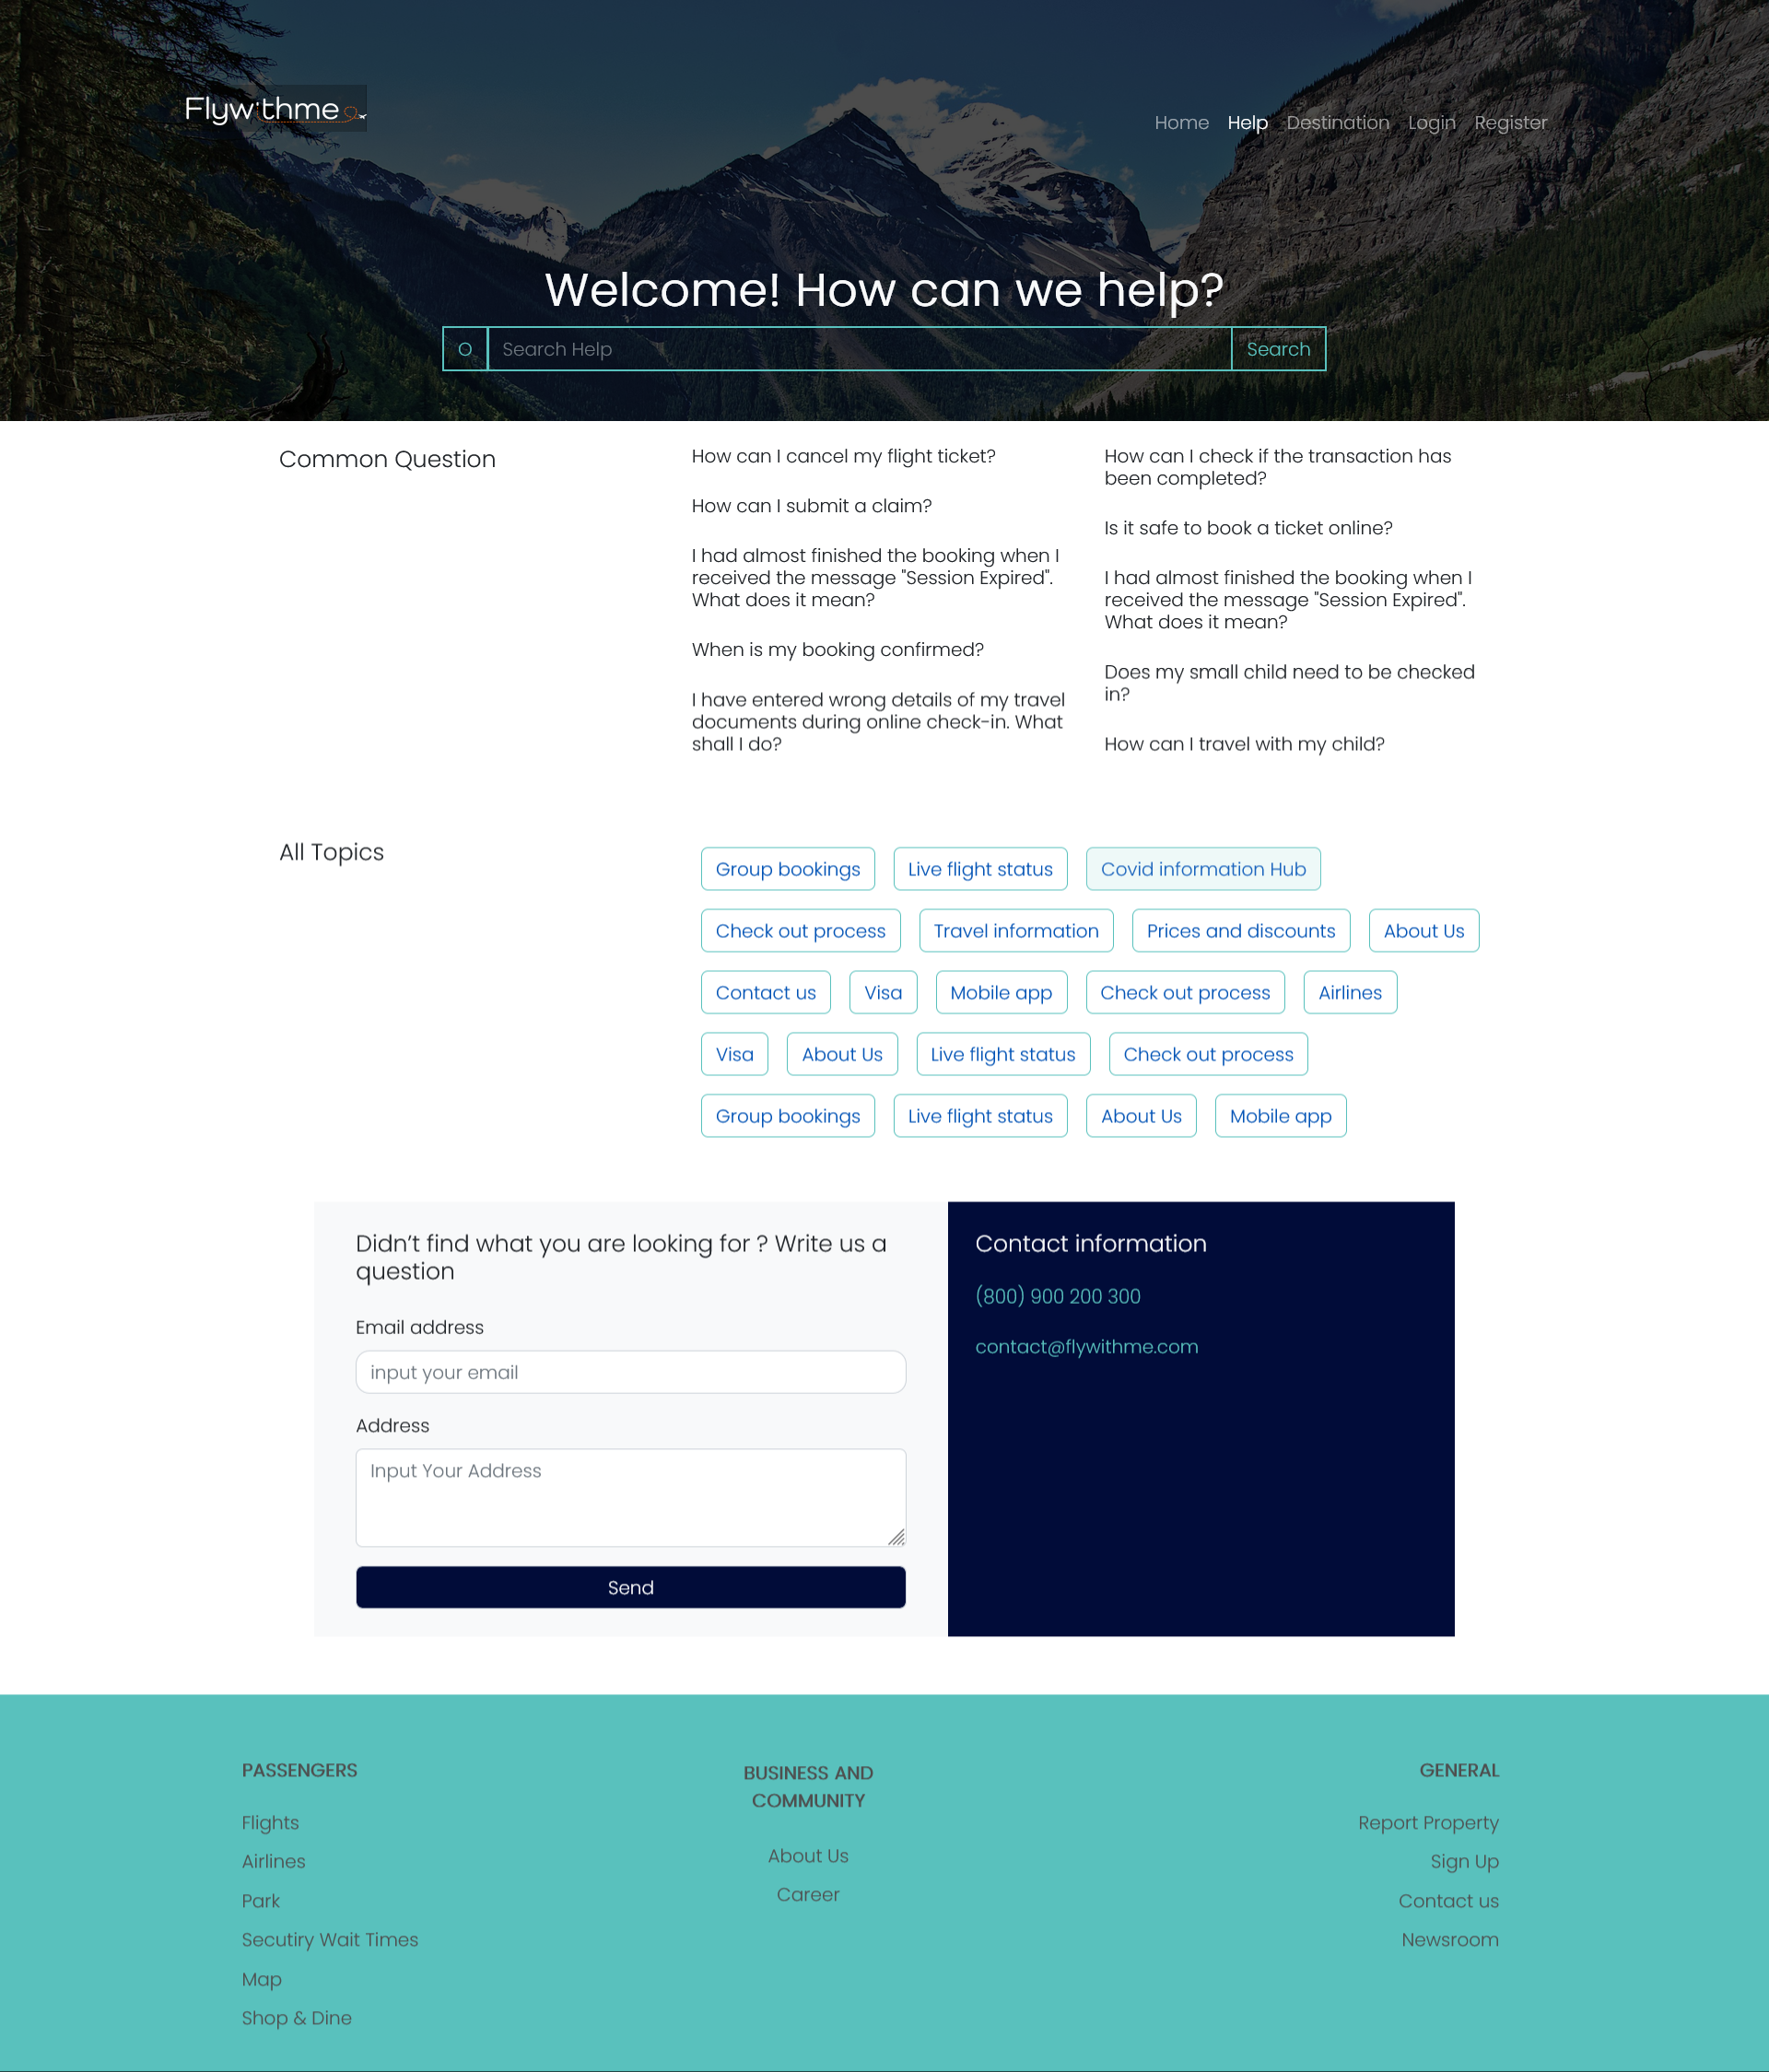 Flywithme
Home Help Destination Login Register
Welcome! How can we help?
O Search Help Search
Common Question
How can I cancel my flight ticket?
How can I submit a claim?
I had almost finished the booking when I
received the message "Session Expired".
What does it mean?
When is my booking confirmed?
I have entered wrong details of my travel
documents during online check-in. What
shall I do?
How can I check if the transaction has
been completed?
Is it safe to book a ticket online?
I had almost finished the booking when I
received the message "Session Expired".
What does it mean?
Does my small child need to be checked
in?
How can I travel with my child?
All Topics
Group bookings Live flight status Covid information Hub
Check out process Travel information Prices and discounts About Us
Contact us Visa Mobile app Check out process Airlines
Visa About Us Live flight status Check out process
Group bookings Live flight status About Us Mobile app
Didn’t find what you are looking for ? Write us a
question
Email address
input your email
Address
Input Your Address
Send
Contact information
(800) 900 200 300
contact@flywithme.com
PASSENGERS
Flights
Airlines
Park
Secutiry Wait Times
Map
Shop & Dine
BUSINESS AND
COMMUNITY
About Us
Career
GENERAL
Report Property
Sign Up
Contact us
Newsroom